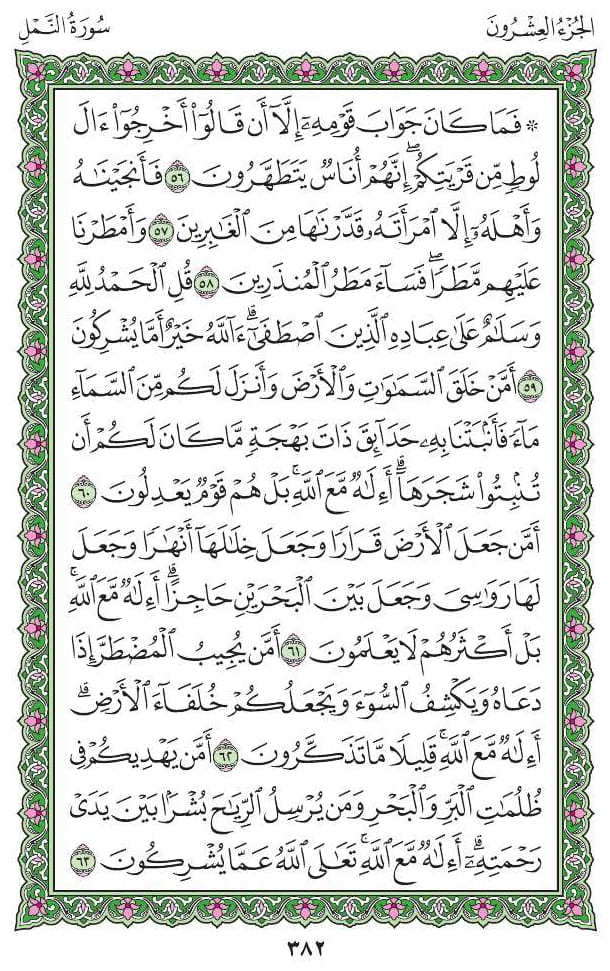 الجُزْءُ العِشْرُونَ
سُورَةُ النَّمْلِ
۞ فَمَا كَانَ جَوَابَ قَوْمِهِۦٓ إِلَّآ أَن قَالُوٓا۟ أَخْرِجُوٓا۟ ءَالَ
لُوطٍ مِّن قَرْيَتِكُمْ ۖ إِنَّهُمْ أُنَاسٌ يَتَطَهَّرُونَ ٥٦ فَأَنجَيْنَٰهُ
وَأَهْلَهُۥٓ إِلَّا ٱمْرَأَتَهُۥ قَدَّرْنَٰهَا مِنَ ٱلْغَٰبِرِينَ ٥٧ وَأَمْطَرْنَا
عَلَيْهِم مَّطَرًا ۖ فَسَآءَ مَطَرُ ٱلْمُنذَرِينَ ٥٨ قُلِ ٱلْحَمْدُ لِلَّهِ
وَسَلَٰمٌ عَلَىٰ عِبَادِهِ ٱلَّذِينَ ٱصْطَفَىٰٓ ۗ ءَآللَّهُ خَيْرٌ أَمَّا يُشْرِكُونَ
٥٩ أَمَّنْ خَلَقَ ٱلسَّمَٰوَٰتِ وَٱلْأَرْضَ وَأَنزَلَ لَكُم مِّنَ ٱلسَّمَآءِ
مَآءً فَأَنۢبَتْنَا بِهِۦ حَدَآئِقَ ذَاتَ بَهْجَةٍ مَّا كَانَ لَكُمْ أَن
تُنۢبِتُوا۟ شَجَرَهَآ ۗ أَءِلَٰهٌ مَّعَ ٱللَّهِ ۚ بَلْ هُمْ قَوْمٌ يَعْدِلُونَ ٦٠
أَمَّن جَعَلَ ٱلْأَرْضَ قَرَارًا وَجَعَلَ خِلَٰلَهَآ أَنْهَٰرًا وَجَعَلَ
لَهَا رَوَٰسِىَ وَجَعَلَ بَيْنَ ٱلْبَحْرَيْنِ حَاجِزًا ۗ أَءِلَٰهٌ مَّعَ ٱللَّهِ ۚ
بَلْ أَكْثَرُهُمْ لَا يَعْلَمُونَ ٦١ أَمَّن يُجِيبُ ٱلْمُضْطَرَّ إِذَا
دَعَاهُ وَيَكْشِفُ ٱلسُّوٓءَ وَيَجْعَلُكُمْ خُلَفَآءَ ٱلْأَرْضِ ۗ
أَءِلَٰهٌ مَّعَ ٱللَّهِ ۚ قَلِيلًا مَّا تَذَكَّرُونَ ٦٢ أَمَّن يَهْدِيكُمْ فِى
ظُلُمَٰتِ ٱلْبَرِّ وَٱلْبَحْرِ وَمَن يُرْسِلُ ٱلرِّيَٰحَ بُشْرًۢا بَيْنَ يَدَىْ
رَحْمَتِهِۦٓ ۗ أَءِلَٰهٌ مَّعَ ٱللَّهِ ۚ تَعَٰلَى ٱللَّهُ عَمَّا يُشْرِكُونَ ٦٣
٣٨٢